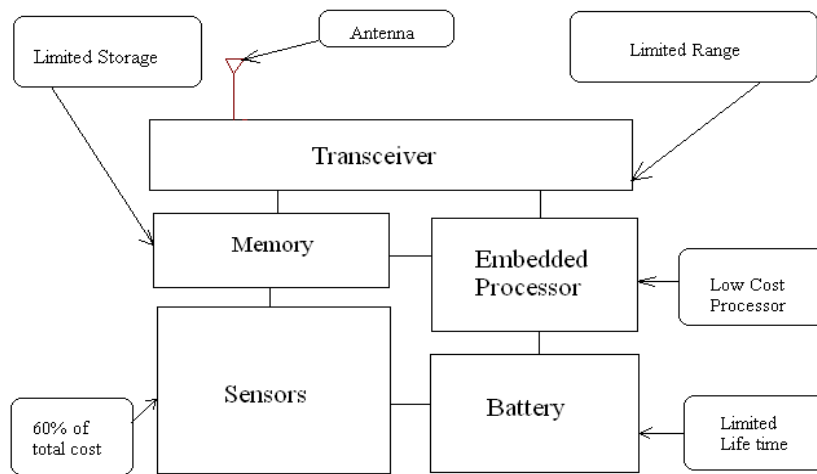 Antenna
Limited Storage
Limited Range
Transceiver
Memory
Embedded
Processor
Low Cost
Processor
Sensors
Battery
60% of
total cost
Limited
Life time